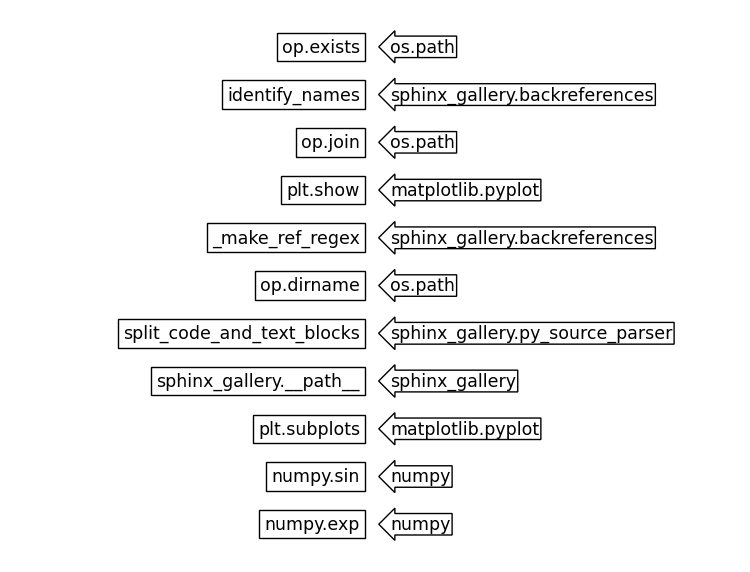 op.exists os.path
identify_names sphinx_gallery.backreferences
op.join os.path
plt.show matplotlib.pyplot
_make_ref_regex sphinx_gallery.backreferences
op.dirname os.path
split_code_and_text_blocks sphinx_gallery.py_source_parser
sphinx_gallery.__path__ sphinx_gallery
plt.subplots matplotlib.pyplot
numpy.sin numpy
numpy.exp numpy